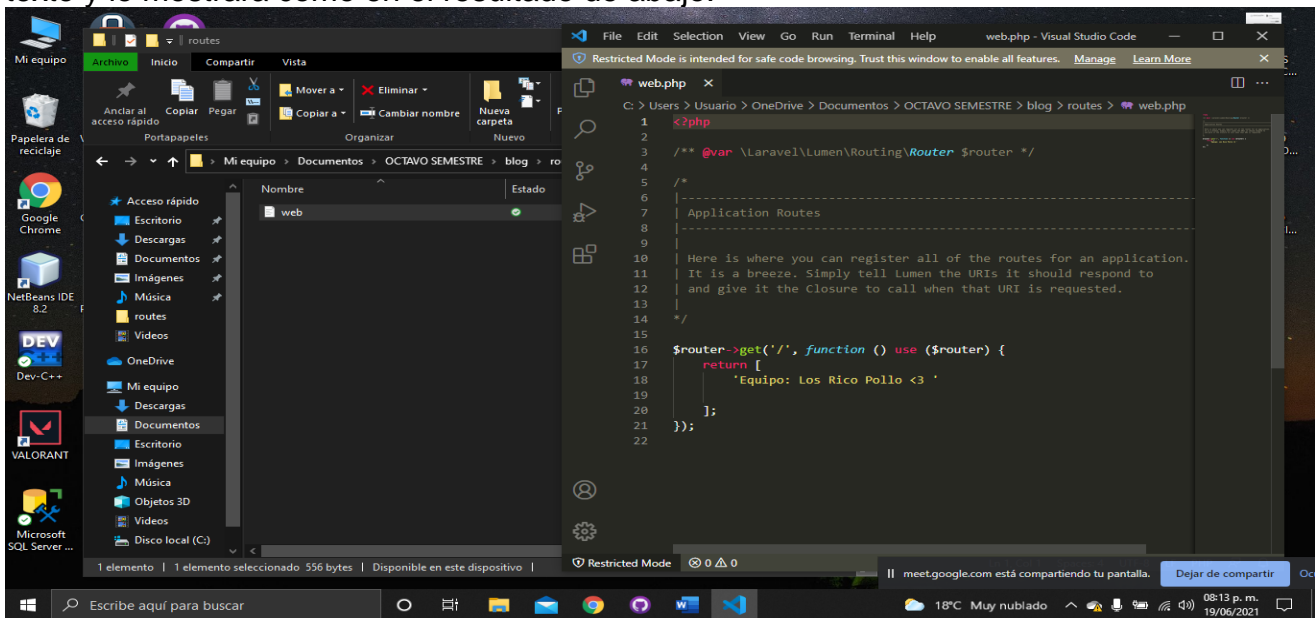 texto y lo mostrará como en el resultado de abajo.
Mi equipo
Papelera de
reciclaje
Google
Chrome
NetBeans IDE
8.2
Dev-C++
VALORANT
Microsoft
SQL Server ...
routes
Archivo Inicio Compartir Vista
Anclar al
acceso rápido
Copiar
Pegar
Mover a
Copiar a
Eliminar
Cambiar nombre
Nueva
carpeta
Portapapeles
Organizar
Nuevo
Mi equipo > Documentos > OCTAVO SEMESTRE > blog > ro
Nombre
Estado
web
Acceso rápido
Escritorio
Descargas
Documentos
Imágenes
Música
routes
Videos
OneDrive
Mi equipo
Descargas
Documentos
Escritorio
Imágenes
Música
Objetos 3D
Videos
Disco local (C:)
1 elemento | 1 elemento seleccionado 556 bytes | Disponible en este dispositivo |
File Edit Selection View Go Run Terminal Help web.php - Visual Studio Code
Restricted Mode is intended for safe code browsing. Trust this window to enable all features. Manage Learn More
web.php
C: > Users > Usuario > OneDrive > Documentos > OCTAVO SEMESTRE > blog > routes > web.php
1 <?php
2
3 /** @var \Laravel\Lumen\Routing\Router $router */
4
5 /*
6 |--------------------------------------------------------------------------
7 | Application Routes
8 |--------------------------------------------------------------------------
9 |
10 | Here is where you can register all of the routes for an application.
11 | It is a breeze. Simply tell Lumen the URIs it should respond to
12 | and give it the Closure to call when that URI is requested.
13 |
14 */
15
16 $router->get('/', function () use ($router) {
17 return [
18 'Equipo: Los Rico Pollo <3 '
19
20 ];
21 });
22
Restricted Mode 0 0
meet.google.com está compartiendo tu pantalla.
Dejar de compartir
Escribe aquí para buscar
18°C Muy nublado
08:13 p. m.
19/06/2021